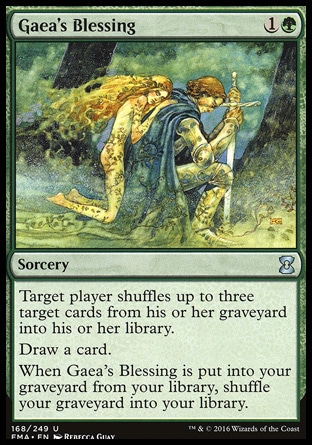 Gaea's Blessing 1
Sorcery
Target player shuffles up to three
target cards from his or her graveyard
into his or her library.
Draw a card.
When Gaea's Blessing is put into your
graveyard from your library, shuffle
your graveyard into your library.
168/249 U
EMA • EN Rebecca Guay
™ & © 2016 Wizards of the Coast